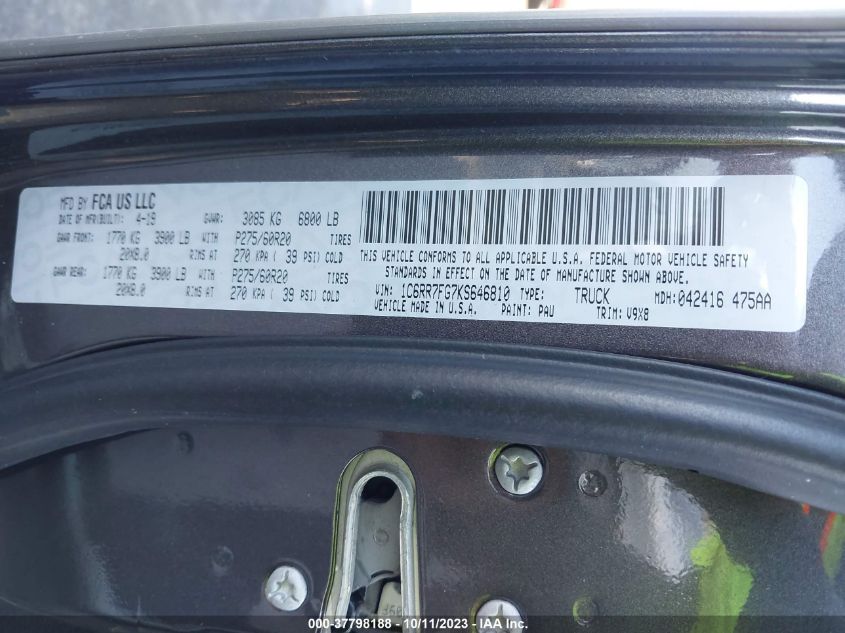 MFD BY FCA US LLC
DATE OF MFR(BUILT): 4-19 GVWR: 3085 KG 6800 LB
GAWR FRONT: 1770 KG 3900 LB WITH P275/60R20 TIRES
20X8.0 RIMS AT 270 KPA ( 39 PSI) COLD
GAWR REAR: 1770 KG 3900 LB WITH P275/60R20 TIRES
20X8.0 RIMS AT 270 KPA ( 39 PSI) COLD
THIS VEHICLE CONFORMS TO ALL APPLICABLE U.S.A. FEDERAL MOTOR VEHICLE SAFETY
STANDARDS IN EFFECT ON THE DATE OF MANUFACTURE SHOWN ABOVE.
VIN: 1C6RR7FG7KS646810 TYPE: TRUCK MDH:042416 475AA
VEHICLE MADE IN U.S.A. PAINT: PAU TRIM: V9X8
000-37798188 - 10/11/2023 - IAA Inc.